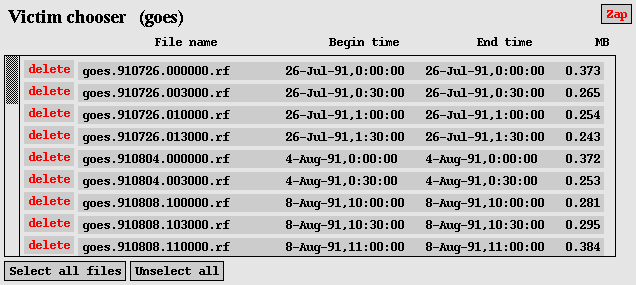 Victim chooser (goes) Zap
File name Begin time End time MB
delete goes.910726.000000.rf 26-Jul-91,0:00:00 26-Jul-91,0:00:00 0.373
delete goes.910726.003000.rf 26-Jul-91,0:30:00 26-Jul-91,0:30:00 0.265
delete goes.910726.010000.rf 26-Jul-91,1:00:00 26-Jul-91,1:00:00 0.254
delete goes.910726.013000.rf 26-Jul-91,1:30:00 26-Jul-91,1:30:00 0.243
delete goes.910804.000000.rf 4-Aug-91,0:00:00 4-Aug-91,0:00:00 0.372
delete goes.910804.003000.rf 4-Aug-91,0:30:00 4-Aug-91,0:30:00 0.253
delete goes.910808.100000.rf 8-Aug-91,10:00:00 8-Aug-91,10:00:00 0.281
delete goes.910808.103000.rf 8-Aug-91,10:30:00 8-Aug-91,10:30:00 0.295
delete goes.910808.110000.rf 8-Aug-91,11:00:00 8-Aug-91,11:00:00 0.384
Select all files Unselect all